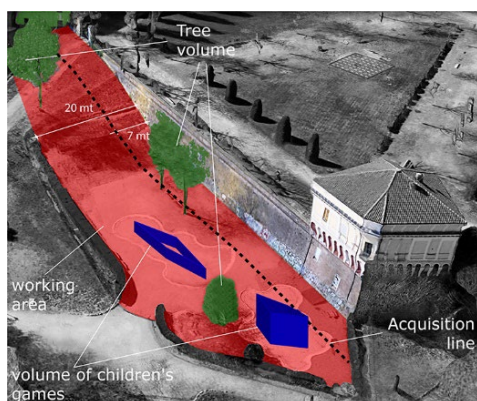 Tree
volume
20 mt
7 mt
working
area
Acquisition
line
volume of children's
games